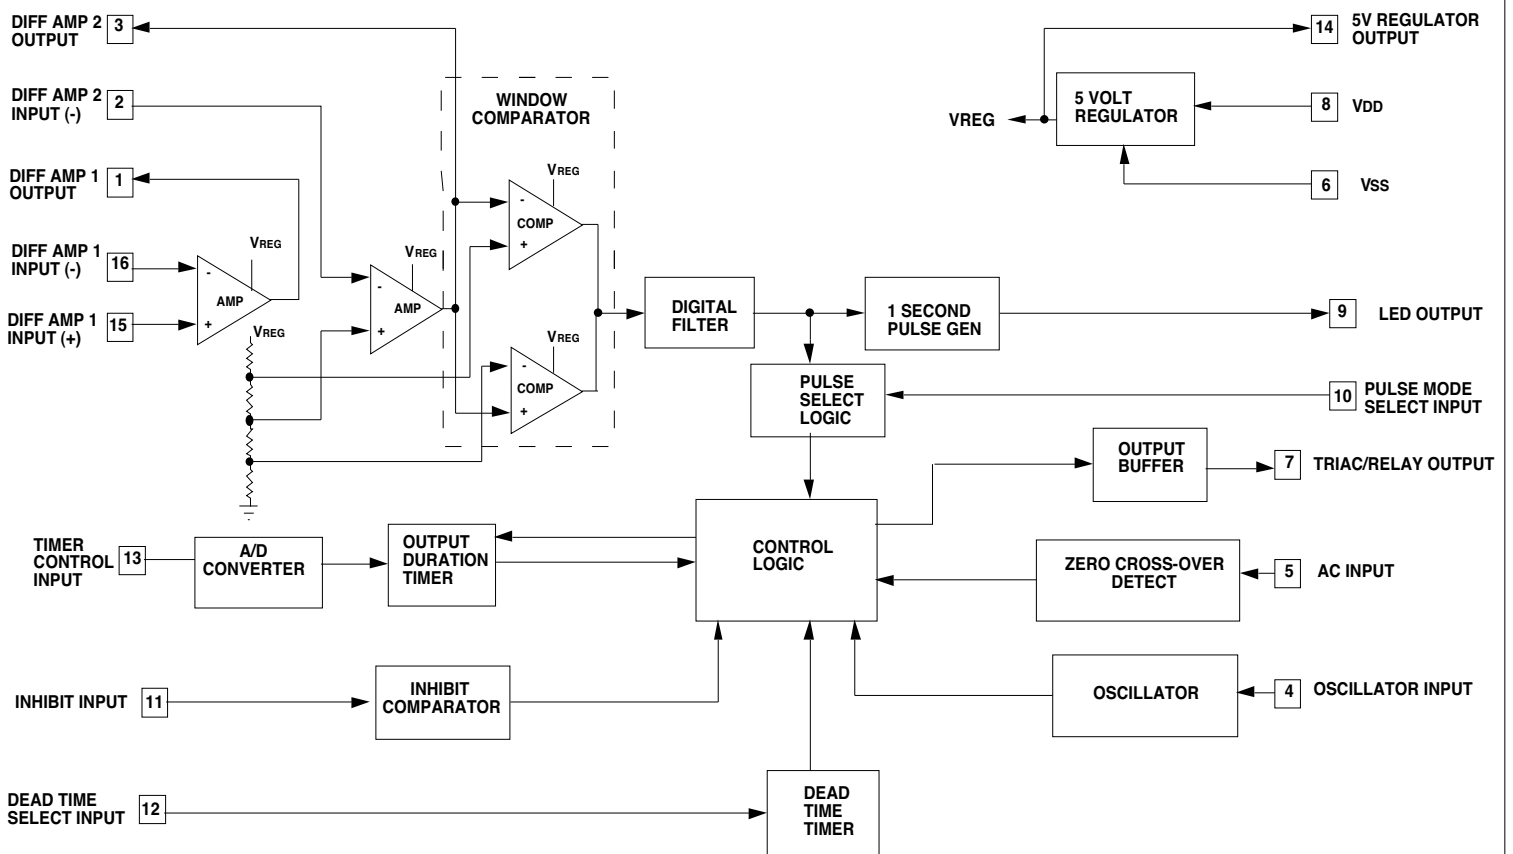 DIFF AMP 2
OUTPUT
3
DIFF AMP 2
INPUT (-)
2
DIFF AMP 1
OUTPUT
1
DIFF AMP 1
INPUT (-)
16
DIFF AMP 1
INPUT (+)
15
-
AMP
+
VREG
VREG
-
AMP
+
VREG
WINDOW
COMPARATOR
VREG
-
COMP
+
VREG
-
COMP
+
14
5V REGULATOR
OUTPUT
VREG
5 VOLT
REGULATOR
8
VDD
6
VSS
DIGITAL
FILTER
1 SECOND
PULSE GEN
9
LED OUTPUT
PULSE
SELECT
LOGIC
10
PULSE MODE
SELECT INPUT
OUTPUT
BUFFER
7
TRIAC/RELAY OUTPUT
TIMER
CONTROL
INPUT
13
A/D
CONVERTER
OUTPUT
DURATION
TIMER
CONTROL
LOGIC
ZERO CROSS-OVER
DETECT
5
AC INPUT
INHIBIT INPUT
11
INHIBIT
COMPARATOR
OSCILLATOR
4
OSCILLATOR INPUT
DEAD TIME
SELECT INPUT
12
DEAD
TIME
TIMER